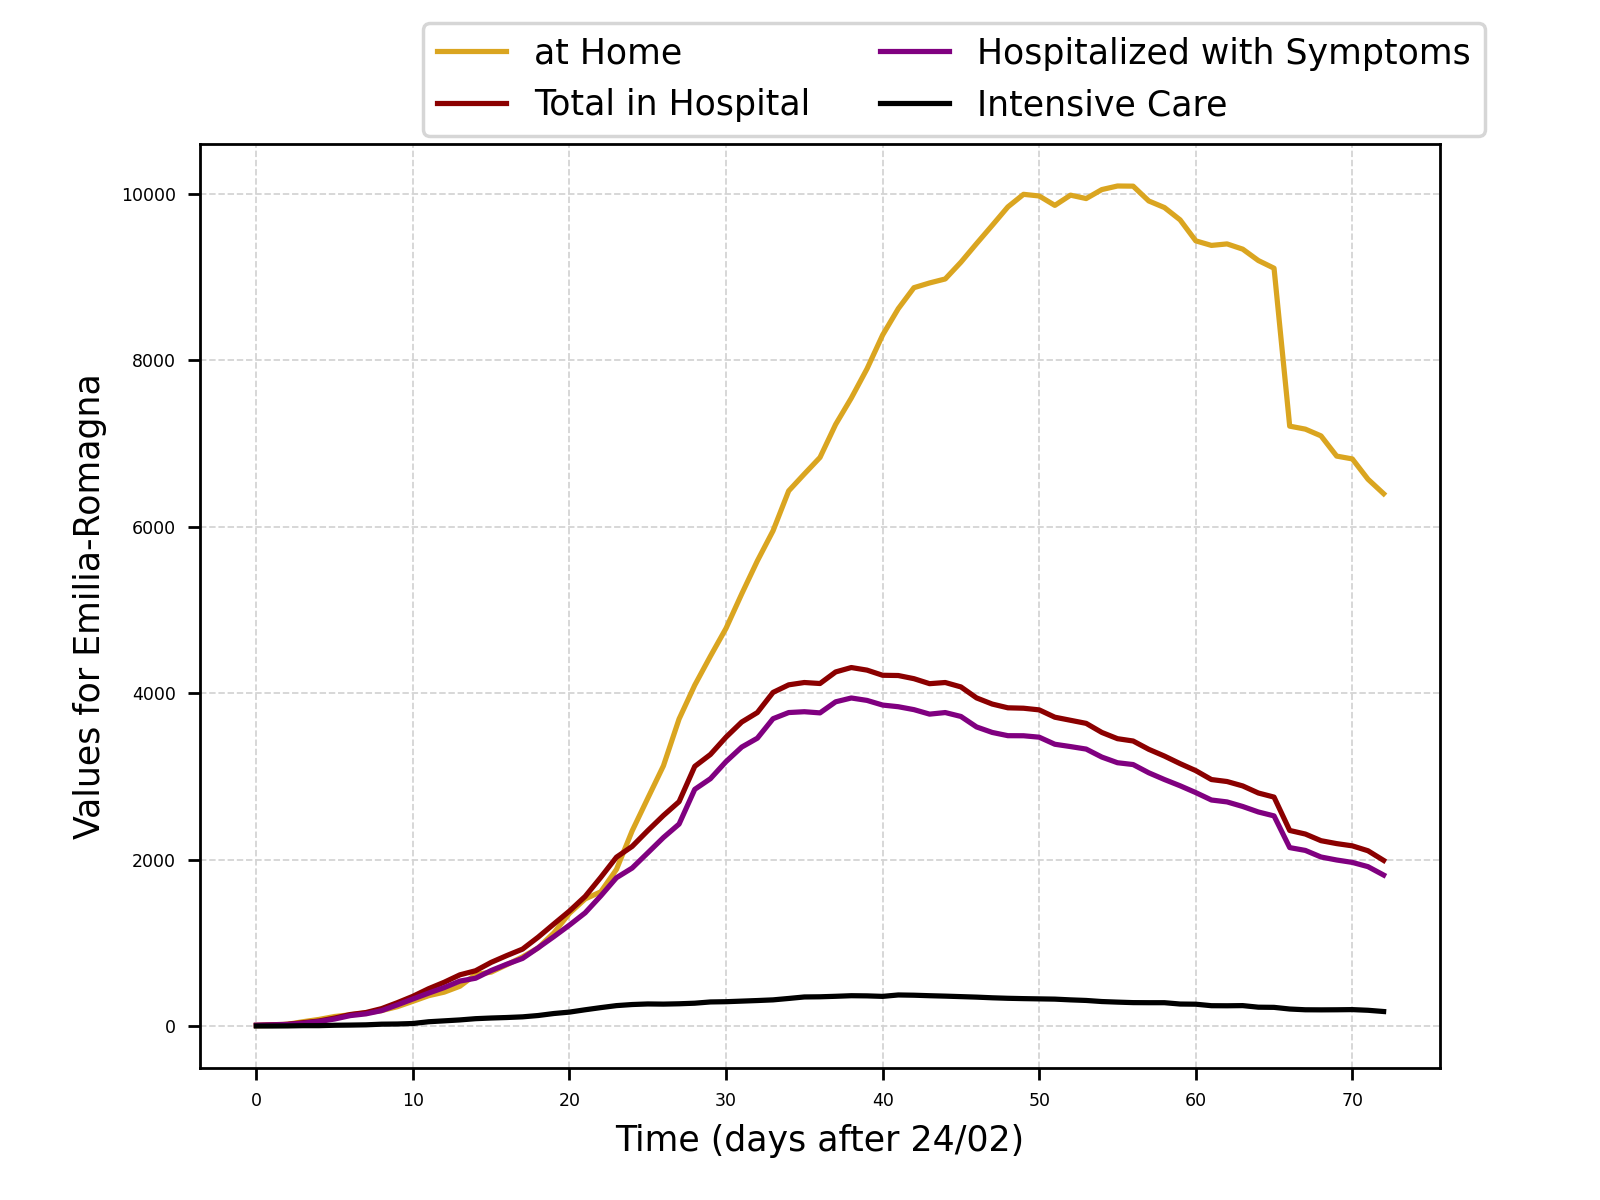 at Home
Total in Hospital
Hospitalized with Symptoms
Intensive Care
Values for Emilia-Romagna
10000
8000
6000
4000
2000
0
0 10 20 30 40 50 60 70
Time (days after 24/02)